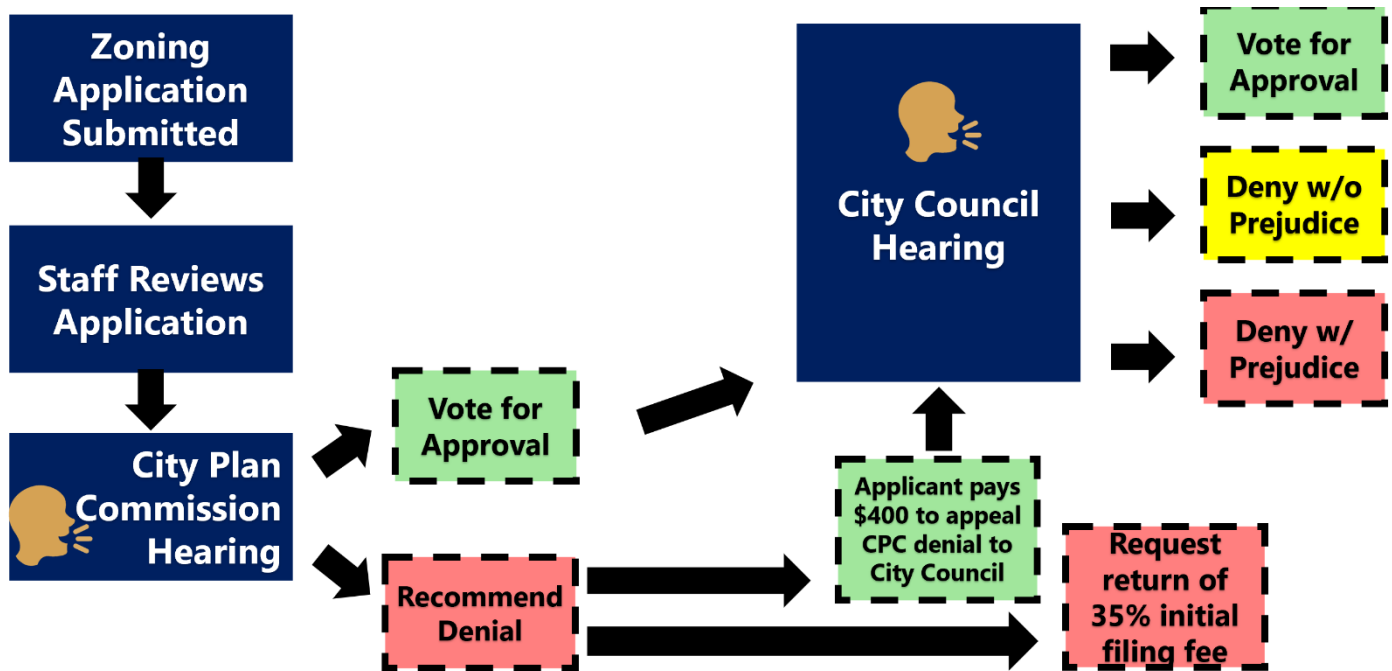 Zoning
Application
Submitted
Staff Reviews
Application
City Plan
Commission
Hearing
Vote for
Approval
Recommend
Denial
Applicant pays
$400 to appeal
CPC denial to
City Council
Request
return of
35% initial
filing fee
City Council
Hearing
Vote for
Approval
Deny w/o
Prejudice
Deny w/
Prejudice